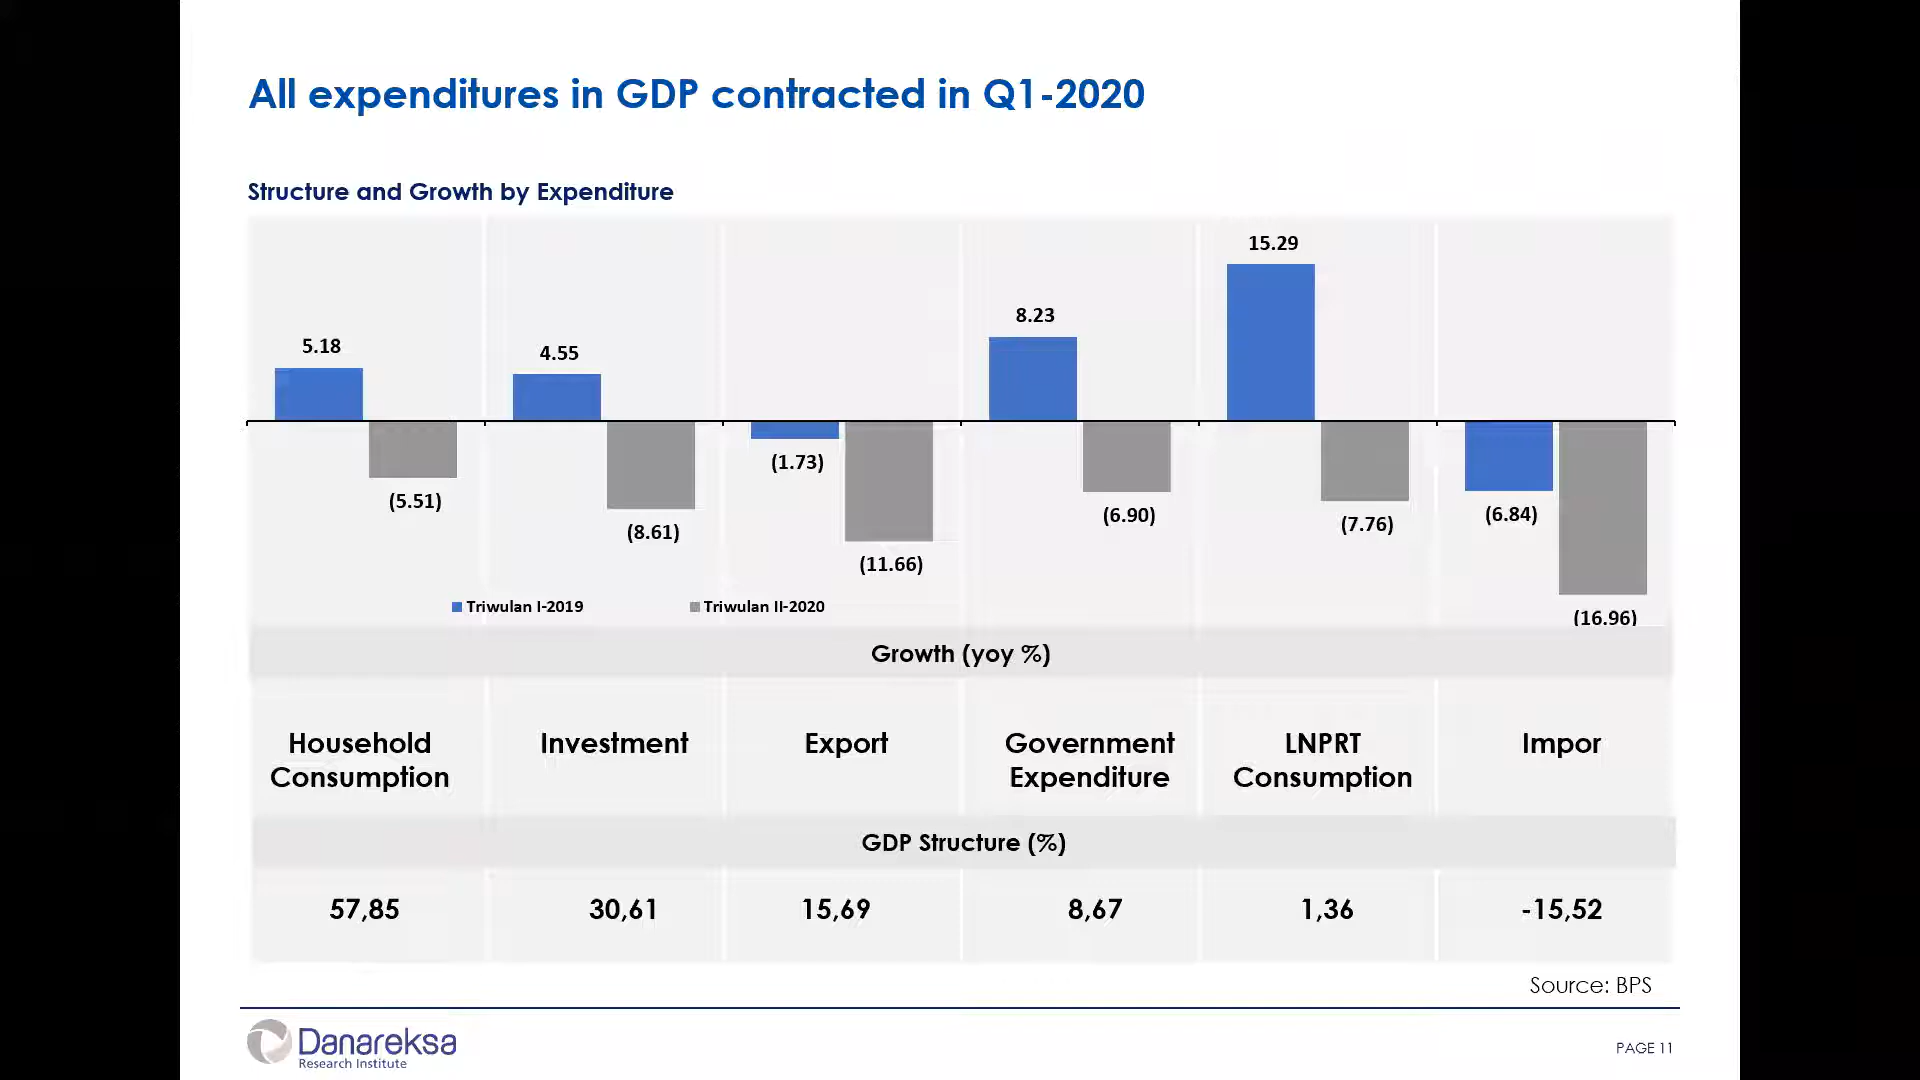 All expenditures in GDP contracted in Q1-2020
Structure and Growth by Expenditure
15.29
8.23
5.18
4.55
(1.73)
(5.51)
(6.90)
(7.76)
(6.84)
(8.61)
(11.66)
Triwulan I-2019
Triwulan II-2020
(16.96)
Growth (yoy %)
Household
Consumption
Investment
Export
Government
Expenditure
LNPRT
Consumption
Impor
GDP Structure (%)
57,85
30,61
15,69
8,67
1,36
-15,52
Source: BPS
Danareksa
Research Institute
PAGE 11